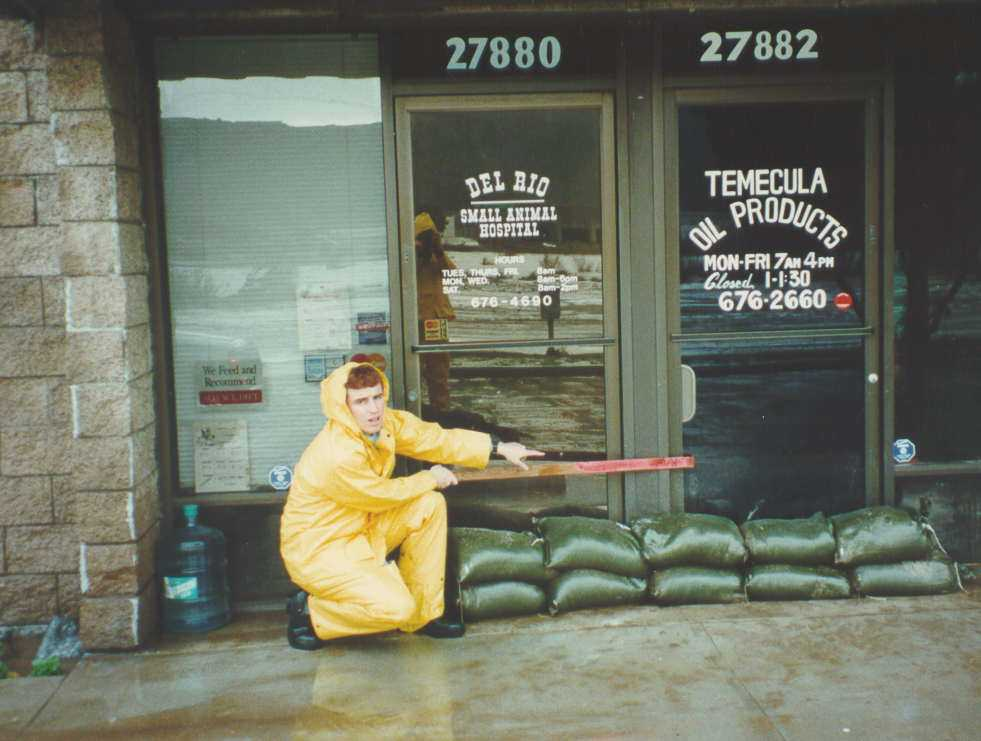 27880
27882
DEL RIO
SMALL ANIMAL
HOSPITAL
HOURS
TUES, THURS, FRI. 8am
MON, WED. 8am-6pm
SAT. 8am-2pm
676-4690
TEMECULA
OIL PRODUCTS
MON-FRI 7AM 4PM
Closed 1-1:30
676-2660
We Feed and
Recommend